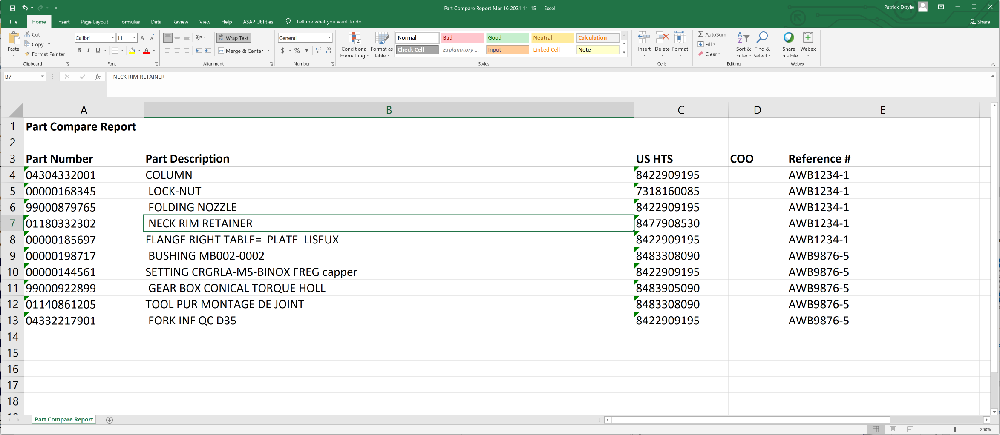 Part Compare Report Mar 16 2021 11-15 - Excel
Patrick Doyle
File Home Insert Page Layout Formulas Data Review View Help ASAP Utilities Tell me what you want to do
Share
Paste
Cut
Copy
Format Painter
Clipboard
Calibri 11
B I U
Font
Wrap Text
Merge & Center
Alignment
General
$ % ,
Number
Conditional Formatting
Format as Table
Normal Bad Good Neutral Calculation
Check Cell Explanatory ... Input Linked Cell Note
Styles
Insert Delete Format
Cells
AutoSum
Fill
Clear
Sort & Filter
Find & Select
Editing
Share This File
Webex
Webex
B7 fx NECK RIM RETAINER
A B C D E
1 Part Compare Report
2
3 Part Number Part Description US HTS COO Reference #
4 04304332001 COLUMN 8422909195 AWB1234-1
5 00000168345 LOCK-NUT 7318160085 AWB1234-1
6 99000879765 FOLDING NOZZLE 8422909195 AWB1234-1
7 01180332302 NECK RIM RETAINER 8477908530 AWB1234-1
8 00000185697 FLANGE RIGHT TABLE=  PLATE  LISEUX 8422909195 AWB1234-1
9 00000198717 BUSHING MB002-0002 8483308090 AWB9876-5
10 00000144561 SETTING CRGRLA-M5-BINOX FREG capper 8422909195 AWB9876-5
11 99000922899 GEAR BOX CONICAL TORQUE HOLL 8483905090 AWB9876-5
12 01140861205 TOOL PUR MONTAGE DE JOINT 8483308090 AWB9876-5
13 04332217901 FORK INF QC D35 8422909195 AWB9876-5
14
15
16
17
18
Part Compare Report
200%